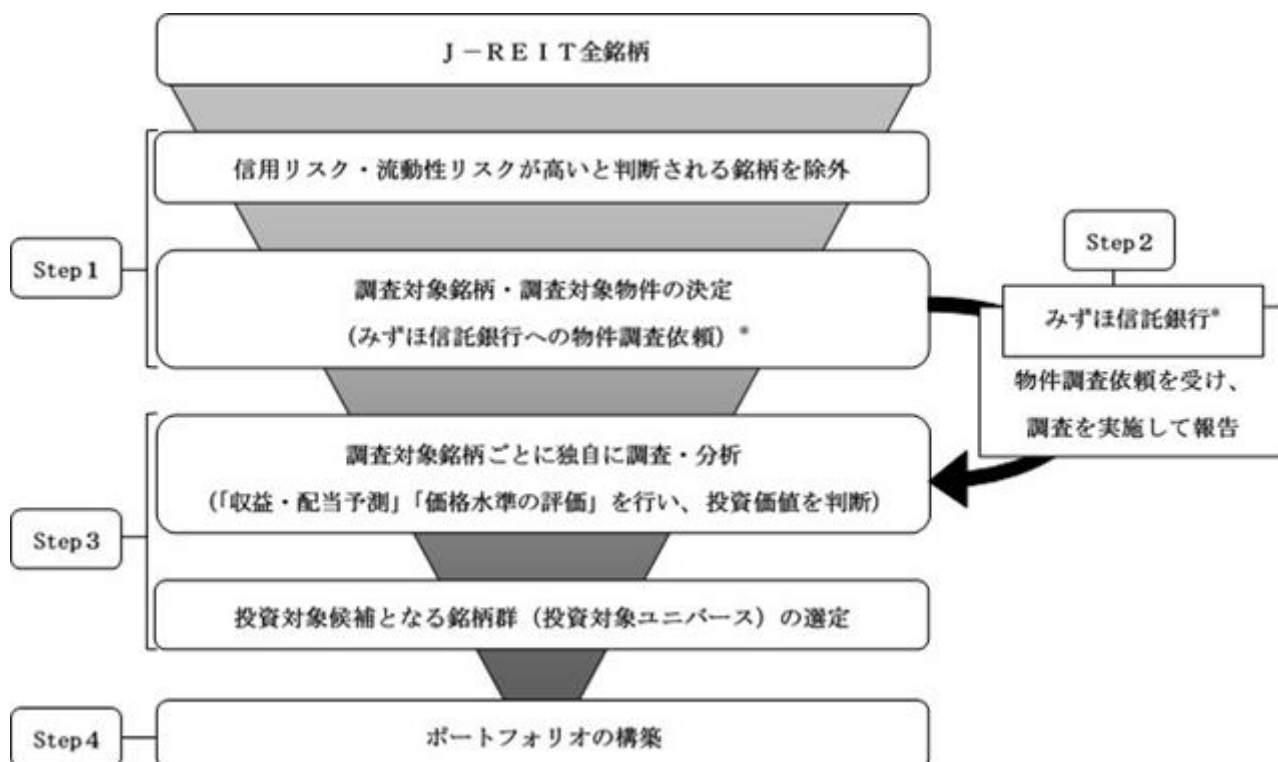 J－REIT全銘柄
信用リスク・流動性リスクが高いと判断される銘柄を除外
Step1
調査対象銘柄・調査対象物件の決定
（みずほ信託銀行への物件調査依頼）*
Step2
みずほ信託銀行*
物件調査依頼を受け、
調査を実施して報告
Step3
調査対象銘柄ごとに独自に調査・分析
（「収益・配当予測」「価格水準の評価」を行い、投資価値を判断）
投資対象候補となる銘柄群（投資対象ユニバース）の選定
Step4
ポートフォリオの構築